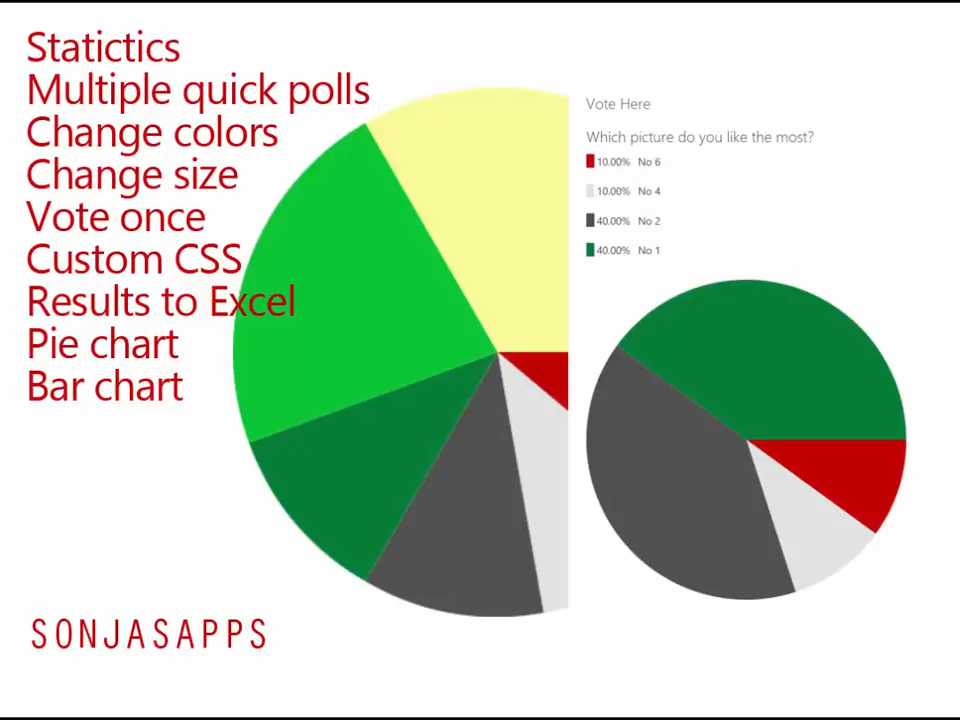 Statictics
Multiple quick polls
Change colors
Change size
Vote once
Custom CSS
Results to Excel
Pie chart
Bar chart
SONJASAPPS
Vote Here
Which picture do you like the most?
10.00% No 6
10.00% No 4
40.00% No 2
40.00% No 1